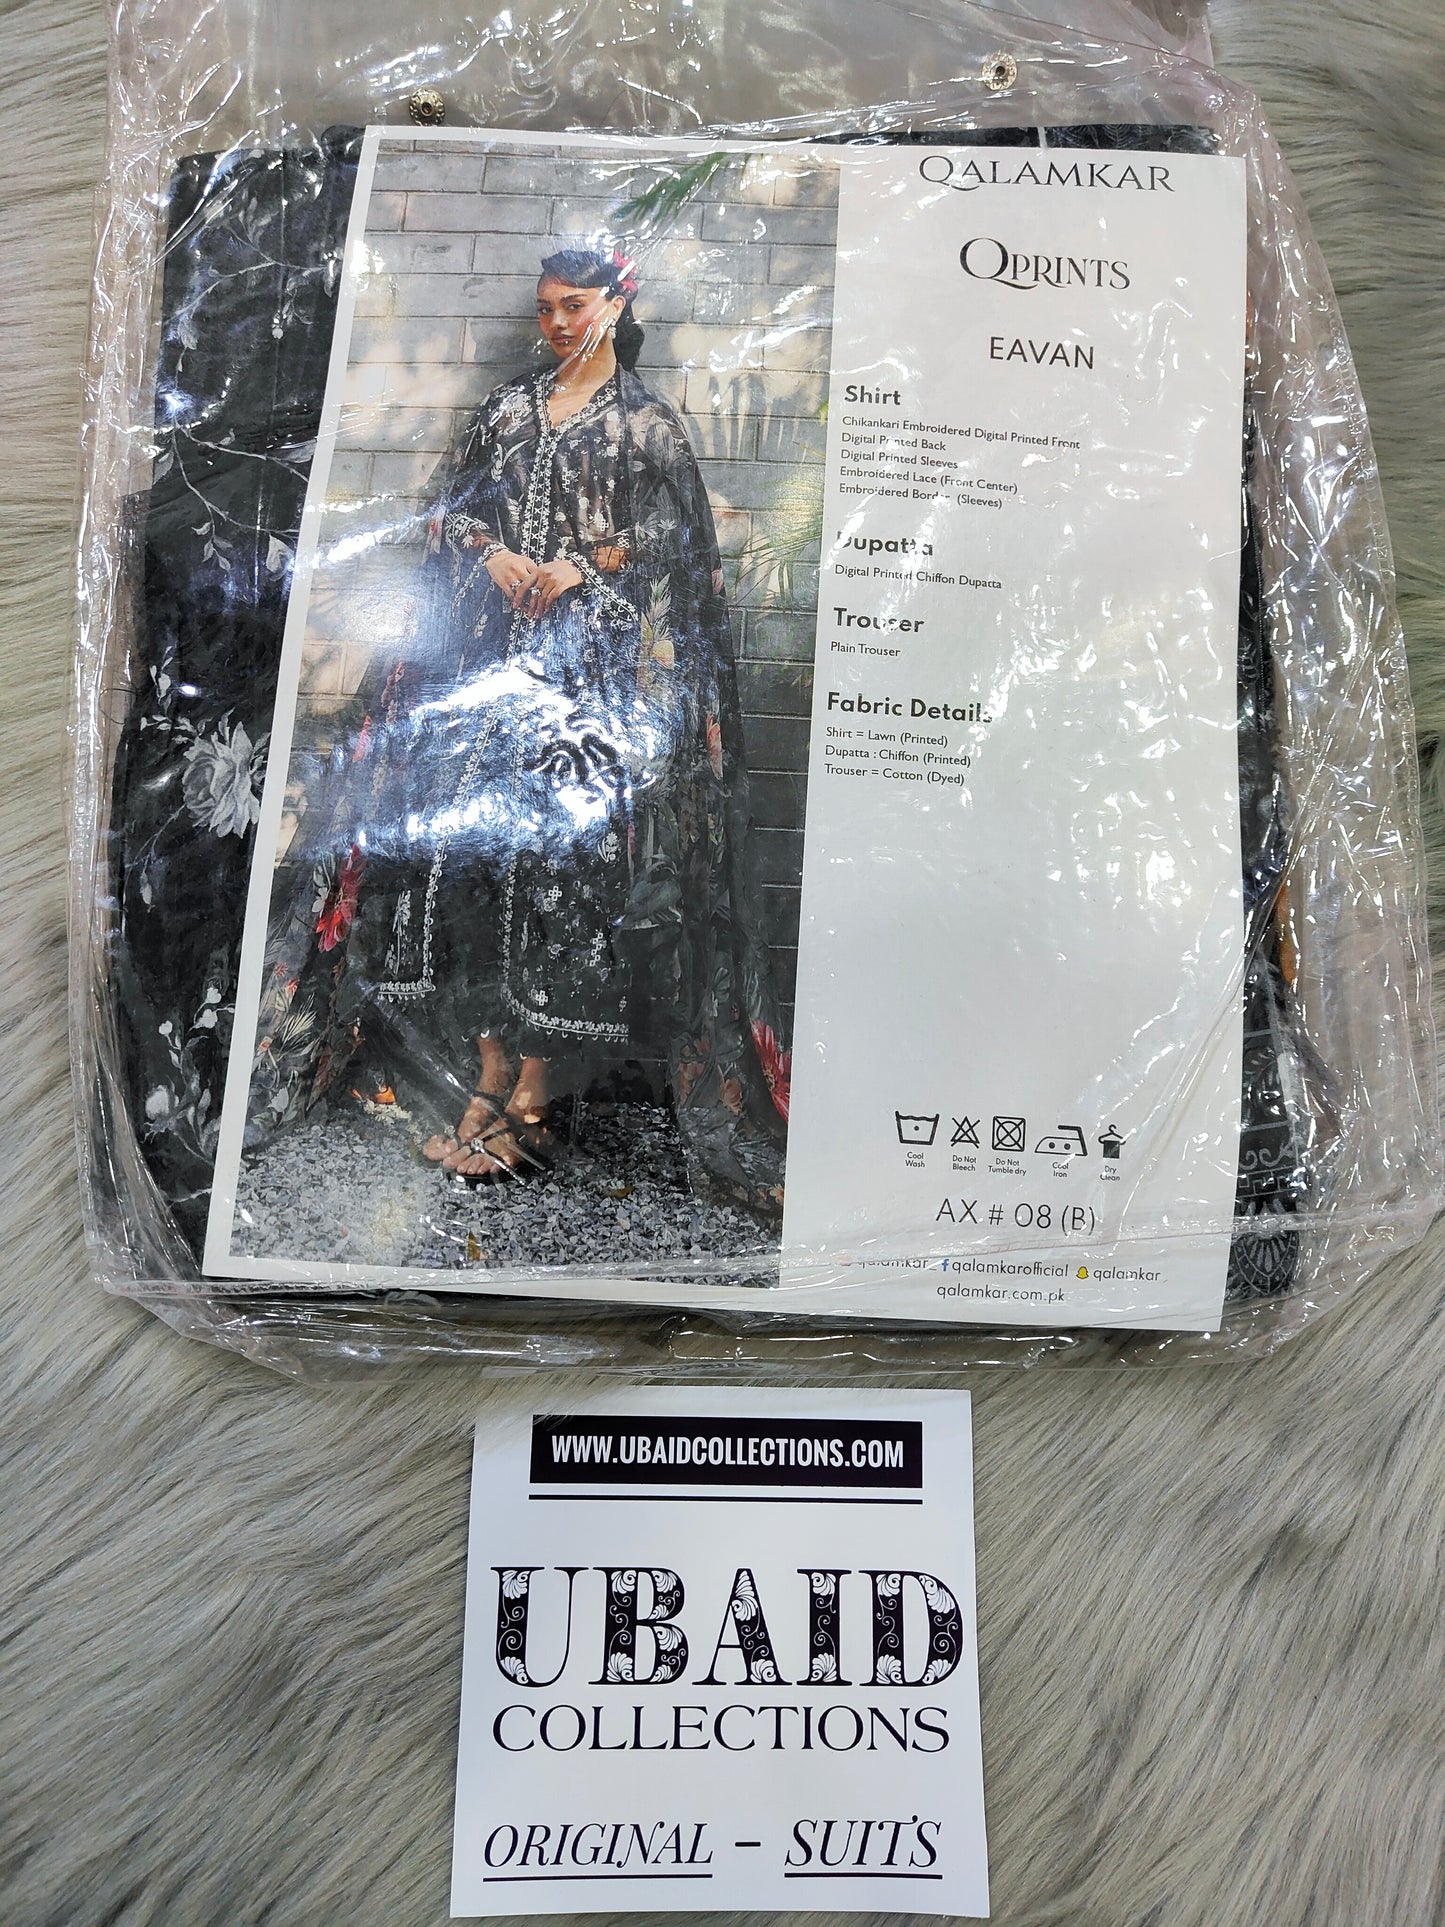 QALAMKAR
QPRINTS
EAVAN
Shirt
Chikankari Embroidered Digital Printed Front
Digital Printed Back
Digital Printed Sleeves
Embroidered Lace (Front Center)
Embroidered Border (Sleeves)
Dupatta
Digital Printed Chiffon Dupatta
Trouser
Plain Trouser
Fabric Details
Shirt = Lawn (Printed)
Dupatta : Chiffon (Printed)
Trouser = Cotton (Dyed)
Cool Wash
Do Not Bleech
Do Not Tumble dry
Cool Iron
Dry Clean
AX # 08 (B)
qalamkar_ qalamkarofficial qalamkar
qalamkar.com.pk
WWW.UBAIDCOLLECTIONS.COM
UBAID
COLLECTIONS
ORIGINAL - SUITS